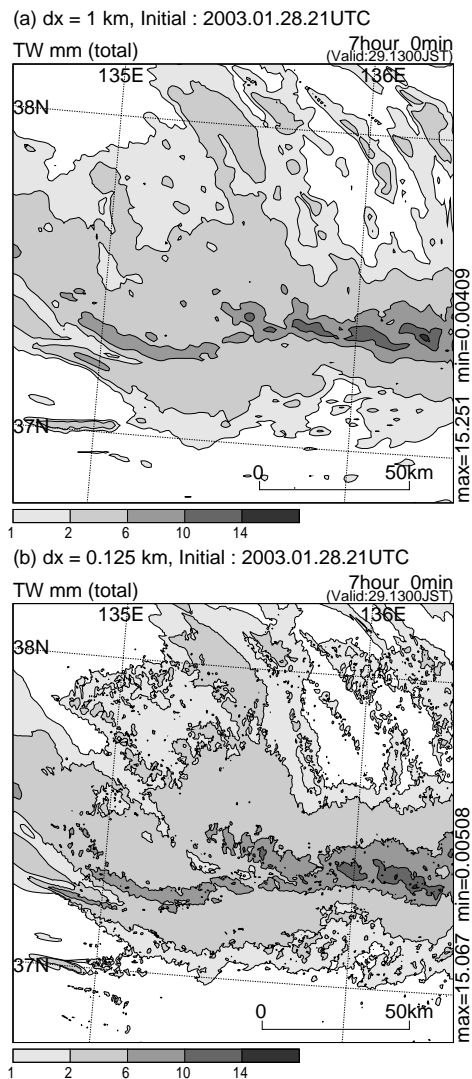 (a) dx = 1 km, Initial : 2003.01.28.21UTC
TW mm (total) 7hour 0min
(Valid:29.1300JST)
135E 136E
38N
37N
0 50km
max=15.251 min=0.00409
1 2 6 10 14
(b) dx = 0.125 km, Initial : 2003.01.28.21UTC
TW mm (total) 7hour 0min
(Valid:29.1300JST)
135E 136E
38N
37N
0 50km
max=15.067 min=0.00508
1 2 6 10 14